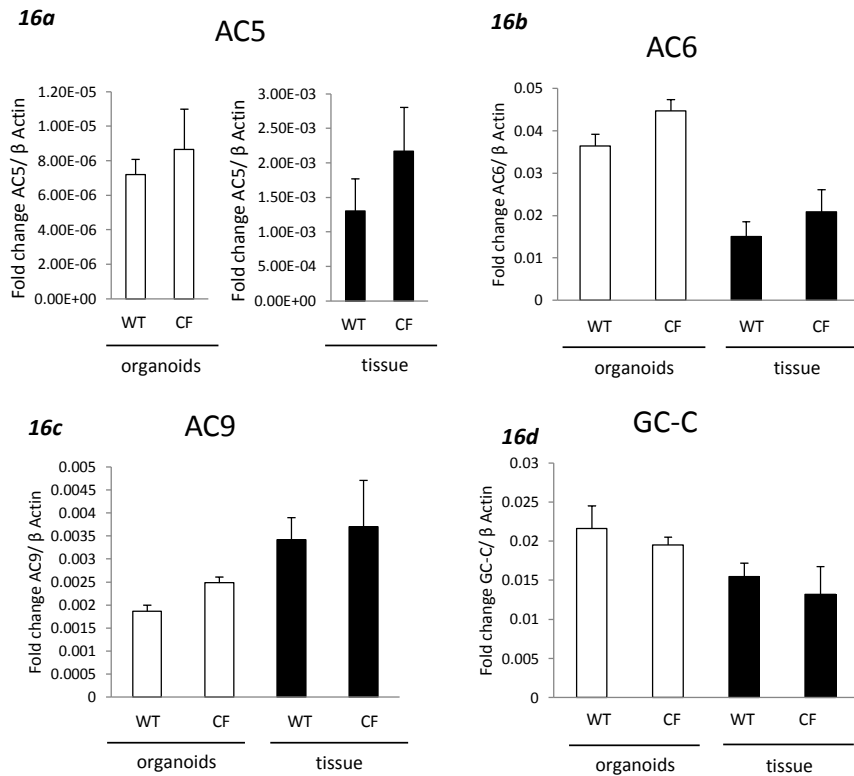 16a
AC5
Fold change AC5/ β Actin
1.20E-05
1.00E-05
8.00E-06
6.00E-06
4.00E-06
2.00E-06
0.00E+00
WT CF
organoids
Fold change AC5/ β Actin
3.00E-03
2.50E-03
2.00E-03
1.50E-03
1.00E-03
5.00E-04
0.00E+00
WT CF
tissue
16b
AC6
Fold change AC6/ β Actin
0.05
0.04
0.03
0.02
0.01
0
WT CF WT CF
organoids tissue
16c
AC9
Fold change AC9/ β Actin
0.005
0.0045
0.004
0.0035
0.003
0.0025
0.002
0.0015
0.001
0.0005
0
WT CF WT CF
organoids tissue
16d
GC-C
Fold change GC-C/ β Actin
0.03
0.025
0.02
0.015
0.01
0.005
0
WT CF WT CF
organoids tissue